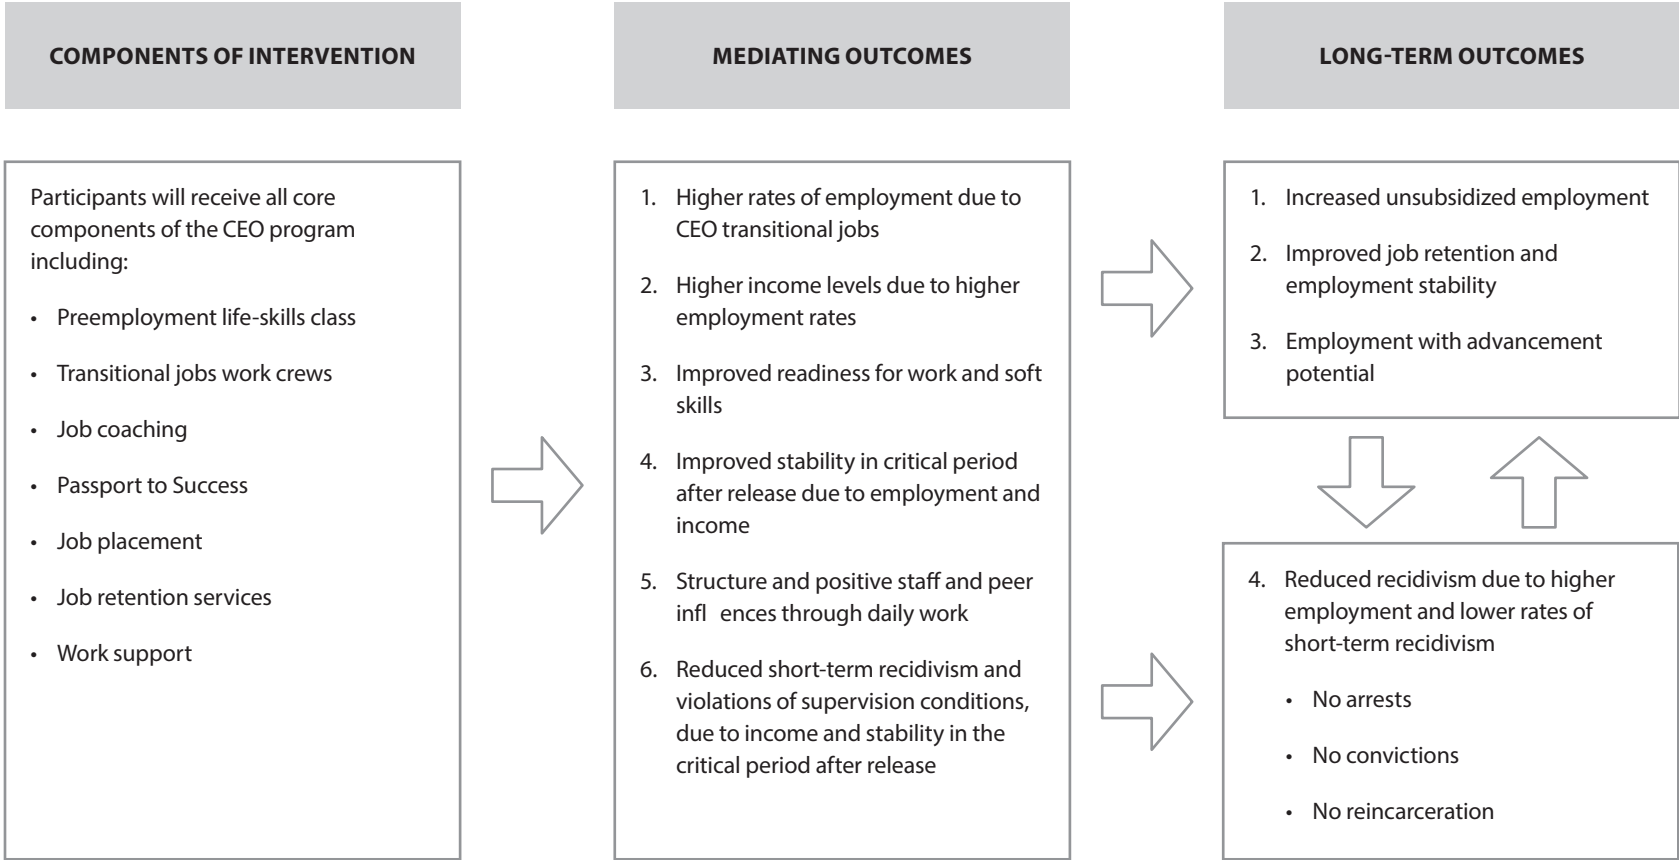 COMPONENTS OF INTERVENTION
Participants will receive all core
components of the CEO program
including:
• Preemployment life-skills class
• Transitional jobs work crews
• Job coaching
• Passport to Success
• Job placement
• Job retention services
• Work support
MEDIATING OUTCOMES
1. Higher rates of employment due to
CEO transitional jobs
2. Higher income levels due to higher
employment rates
3. Improved readiness for work and soft
skills
4. Improved stability in critical period
after release due to employment and
income
5. Structure and positive staff and peer
infl ences through daily work
6. Reduced short-term recidivism and
violations of supervision conditions,
due to income and stability in the
critical period after release
LONG-TERM OUTCOMES
1. Increased unsubsidized employment
2. Improved job retention and
employment stability
3. Employment with advancement
potential
4. Reduced recidivism due to higher
employment and lower rates of
short-term recidivism
• No arrests
• No convictions
• No reincarceration